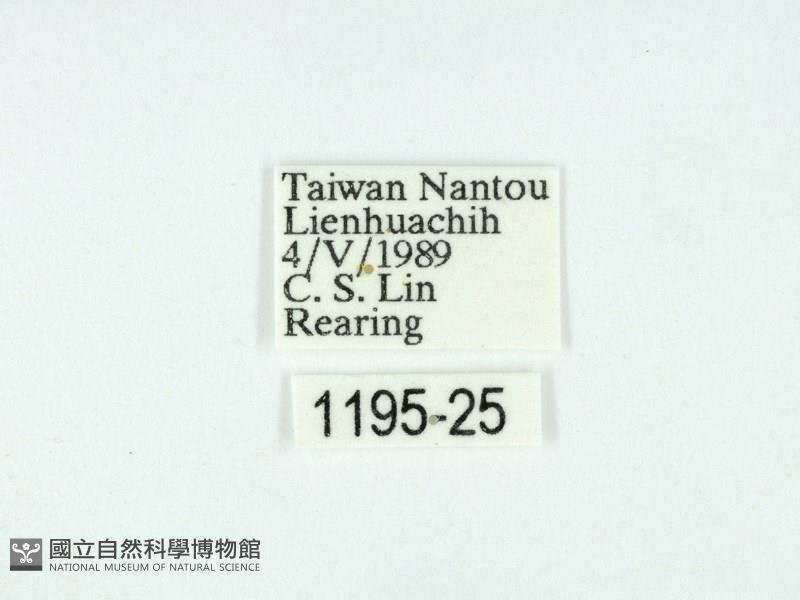 Taiwan Nantou
Lienhuachih
4/V/1989
C. S. Lin
Rearing
1195-25
國立自然科學博物館
NATIONAL MUSEUM OF NATURAL SCIENCE